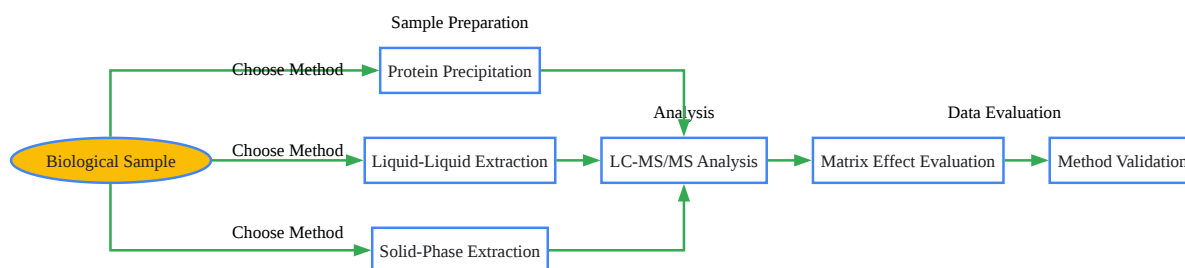 Sample Preparation
Choose Method
Protein Precipitation
Analysis
Data Evaluation
Biological Sample
Choose Method
Liquid-Liquid Extraction
LC-MS/MS Analysis
Matrix Effect Evaluation
Method Validation
Choose Method
Solid-Phase Extraction